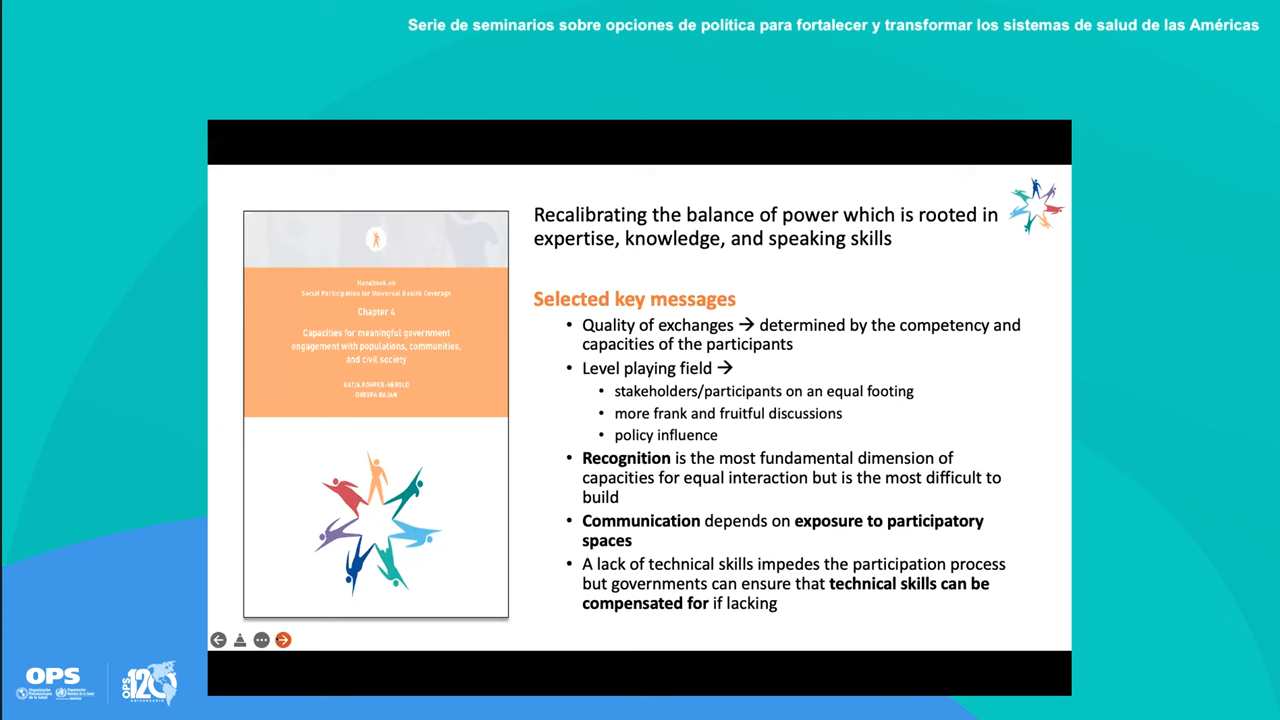 Serie de seminarios sobre opciones de política para fortalecer y transformar los sistemas de salud de las Américas
Handbook on
Social Participation for Universal Health Coverage
Chapter 4
Capacities for meaningful government
engagement with populations, communities,
and civil society
KATJA ROHRER-HEROLD
DHEEPA RAJAN
Recalibrating the balance of power which is rooted in
expertise, knowledge, and speaking skills
Selected key messages
• Quality of exchanges → determined by the competency and
capacities of the participants
• Level playing field →
• stakeholders/participants on an equal footing
• more frank and fruitful discussions
• policy influence
• Recognition is the most fundamental dimension of
capacities for equal interaction but is the most difficult to
build
• Communication depends on exposure to participatory
spaces
• A lack of technical skills impedes the participation process
but governments can ensure that technical skills can be
compensated for if lacking
OPS
OPS 120
ANIVERSARIO